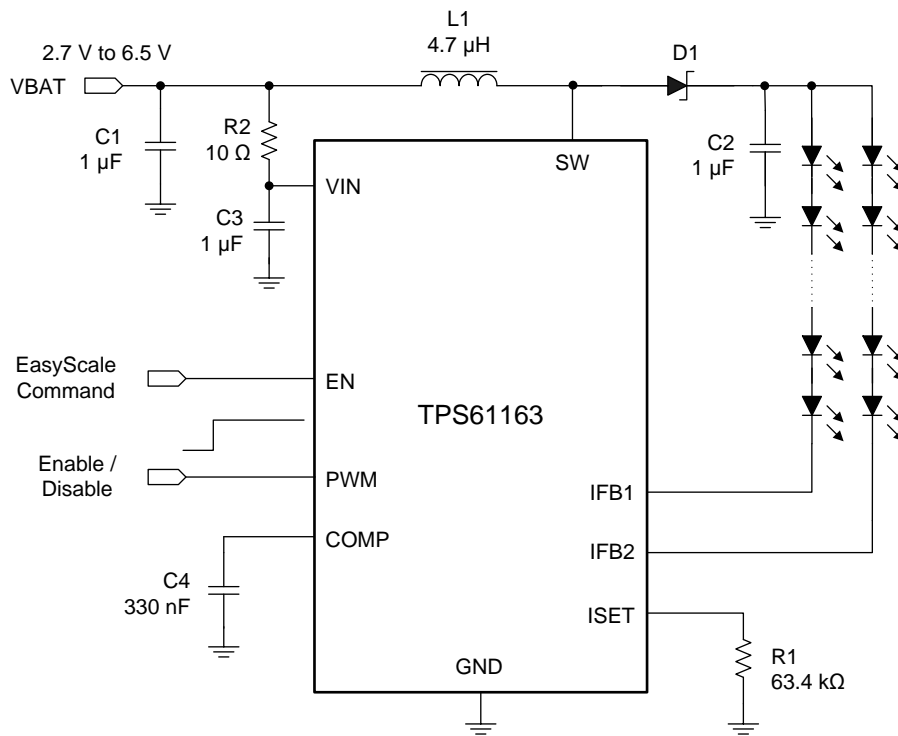 L1
4.7 µH
D1
2.7 V to 6.5 V
VBAT
C1
1 µF
R2
10 Ω
C2
1 µF
SW
VIN
C3
1 µF
EasyScale
Command
EN
TPS61163
Enable /
Disable
PWM
IFB1
COMP
IFB2
C4
330 nF
ISET
R1
63.4 kΩ
GND